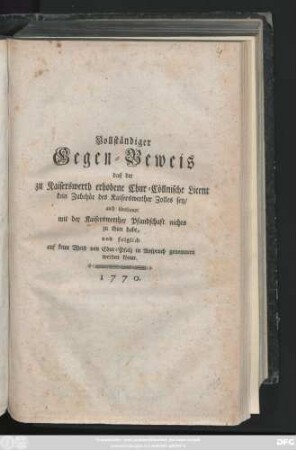 Vollständiger
Gegen-Beweis
daß der
zu Kaiserswerth erhobene Chur-Cöllnische Licent
kein Zubehör des Kaiserswerther Zolles sey/
und überhaupt
mit der Kaiserswerther Pfandschaft nichts
zu thun habe,
und folglich
auf keine Weis von Chur-Pfalz in Anspruch genommen
werden könne.
1770.